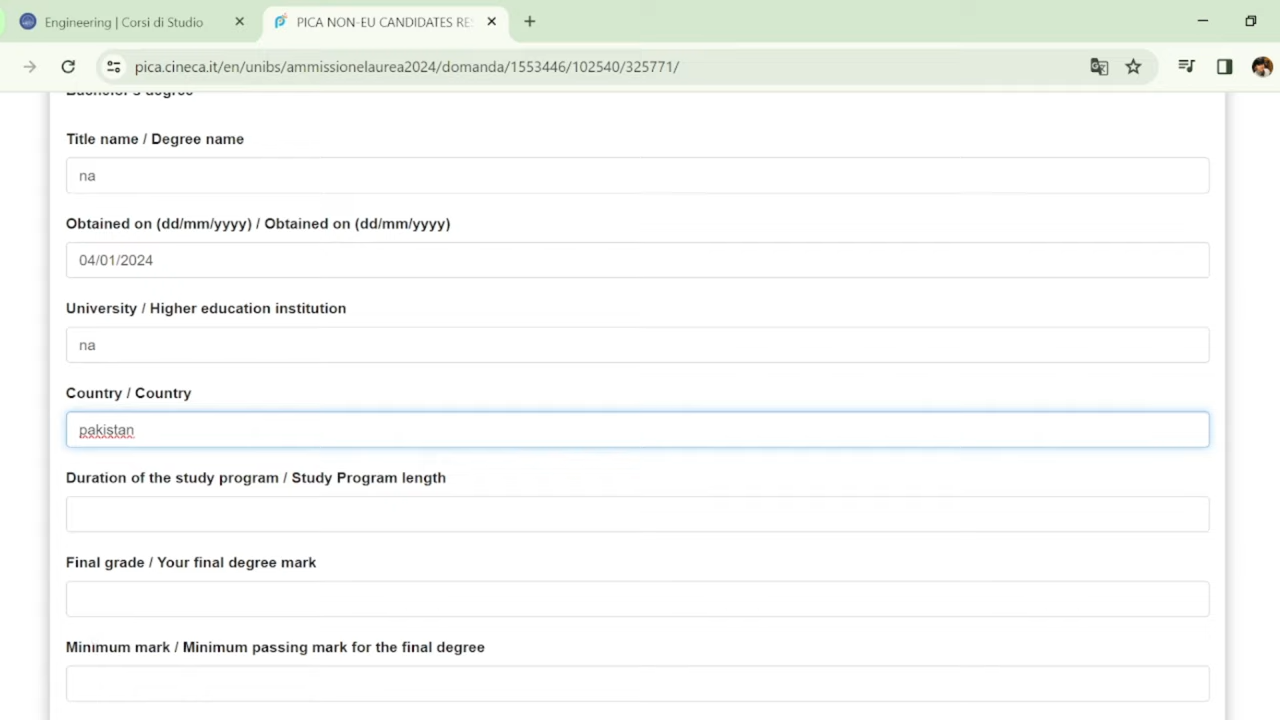 Engineering | Corsi di Studio
PICA NON-EU CANDIDATES RE
pica.cineca.it/en/unibs/ammissionelaurea2024/domanda/1553446/102540/325771/
Bachelor's degree
Title name / Degree name
na
Obtained on (dd/mm/yyyy) / Obtained on (dd/mm/yyyy)
04/01/2024
University / Higher education institution
na
Country / Country
pakistan
Duration of the study program / Study Program length
Final grade / Your final degree mark
Minimum mark / Minimum passing mark for the final degree